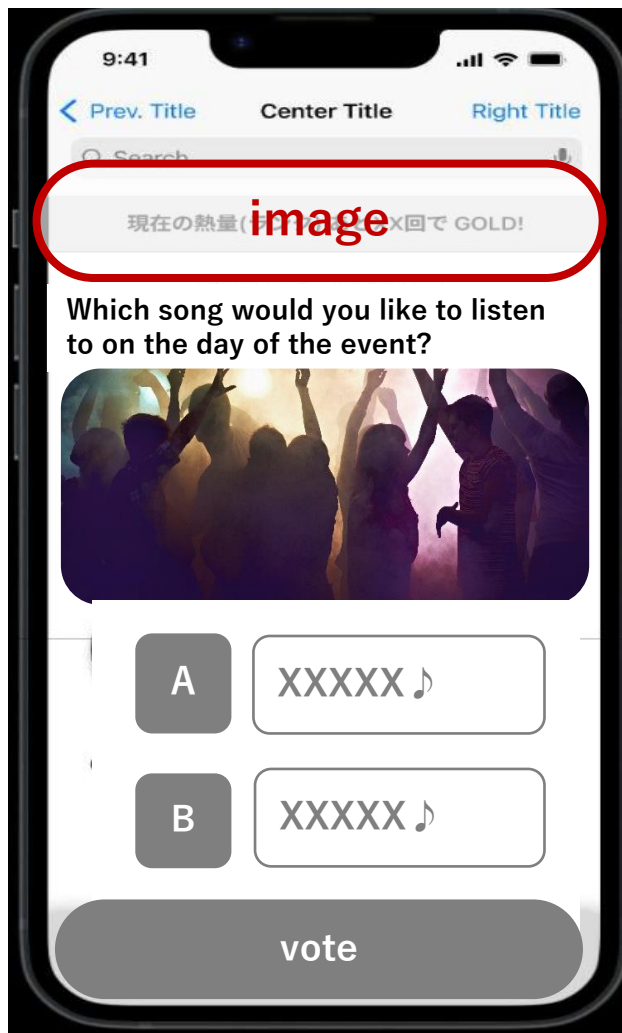 9:41
Prev. Title Center Title Right Title
Search
image
現在の熱量( X回で GOLD!
Which song would you like to listen
to on the day of the event?
A XXXXX♪
B XXXXX♪
vote